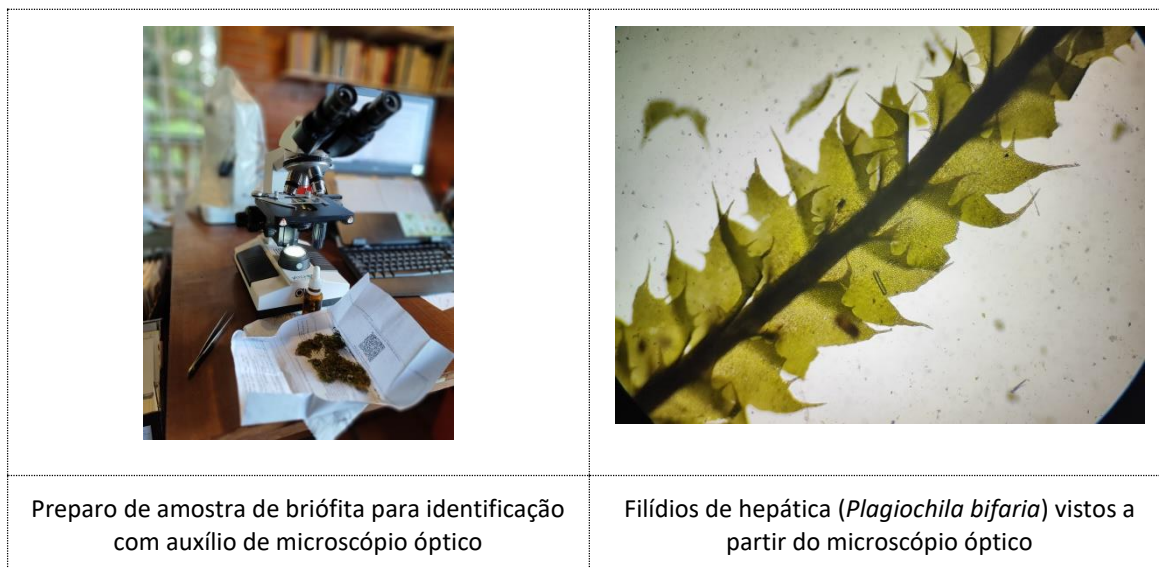 Preparo de amostra de briófita para identificação
com auxílio de microscópio óptico
Filídios de hepática (Plagiochila bifaria) vistos a
partir do microscópio óptico